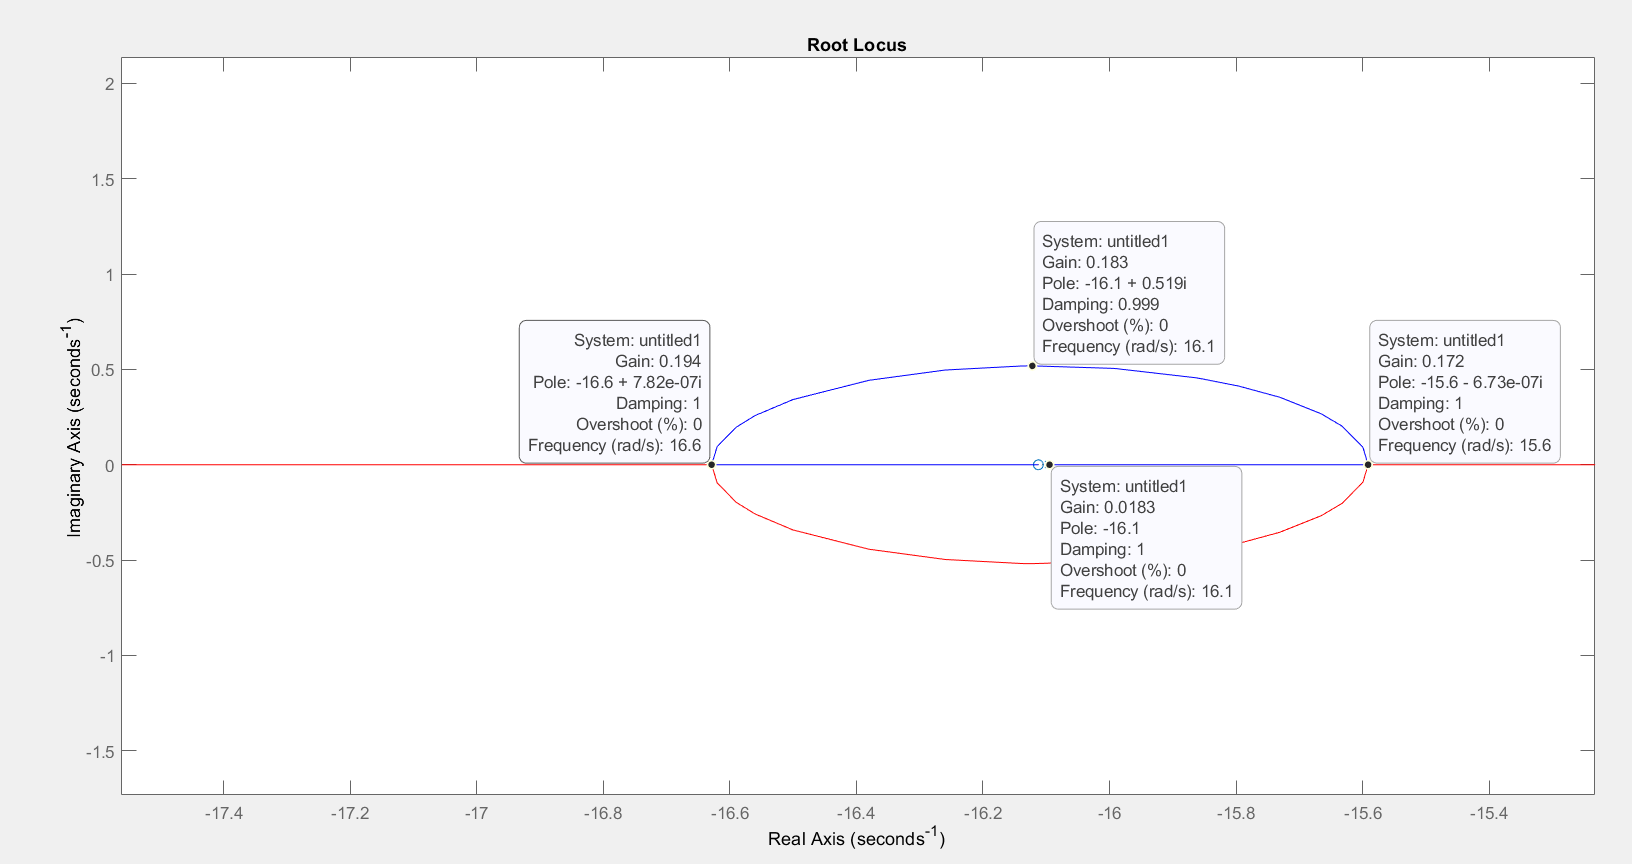 Root Locus
2
1.5
1
0.5
0
-0.5
-1
-1.5
Imaginary Axis (seconds-1)
System: untitled1
Gain: 0.183
Pole: -16.1 + 0.519i
Damping: 0.999
Overshoot (%): 0
Frequency (rad/s): 16.1
System: untitled1
Gain: 0.194
Pole: -16.6 + 7.82e-07i
Damping: 1
Overshoot (%): 0
Frequency (rad/s): 16.6
System: untitled1
Gain: 0.172
Pole: -15.6 - 6.73e-07i
Damping: 1
Overshoot (%): 0
Frequency (rad/s): 15.6
System: untitled1
Gain: 0.0183
Pole: -16.1
Damping: 1
Overshoot (%): 0
Frequency (rad/s): 16.1
-17.4 -17.2 -17 -16.8 -16.6 -16.4 -16.2 -16 -15.8 -15.6 -15.4
Real Axis (seconds-1)